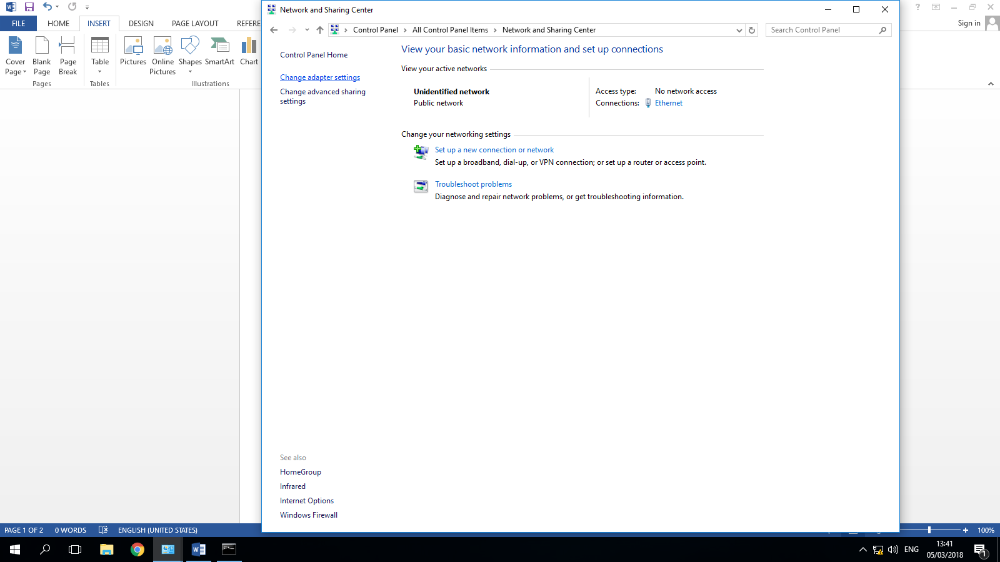 Network and Sharing Center
FILE HOME INSERT DESIGN PAGE LAYOUT REFERE
Sign in
Control Panel All Control Panel Items Network and Sharing Center
Search Control Panel
Cover Page
Blank Page
Page Break
Table
Pictures
Online Pictures
Shapes
SmartArt
Chart
Pages
Tables
Illustrations
Control Panel Home
Change adapter settings
Change advanced sharing
settings
View your basic network information and set up connections
View your active networks
Unidentified network
Public network
Access type: No network access
Connections: Ethernet
Change your networking settings
Set up a new connection or network
Set up a broadband, dial-up, or VPN connection; or set up a router or access point.
Troubleshoot problems
Diagnose and repair network problems, or get troubleshooting information.
See also
HomeGroup
Infrared
Internet Options
Windows Firewall
PAGE 1 OF 2 0 WORDS ENGLISH (UNITED STATES)
100%
ENG
13:41
05/03/2018
1